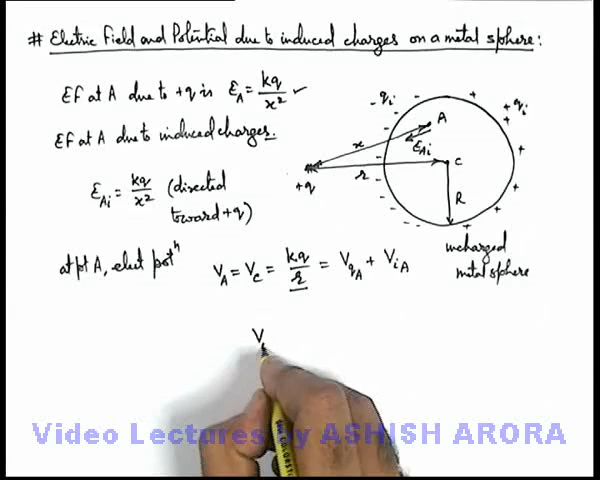 # Electric Field and Potential due to induced charges on a metal sphere:
EF at A due to +q is E_A = kq/x² ✓
EF at A due to induced charges.
E_Ai = kq/x² (directed toward +q)
at pt A, elect potⁿ V_A = V_C = kq/r = V_qA + V_iA
V
-q_i
+q_i
A
E_Ai
x
C
+q
r
R
uncharged
metal sphere
Video Lectures by ASHISH ARORA